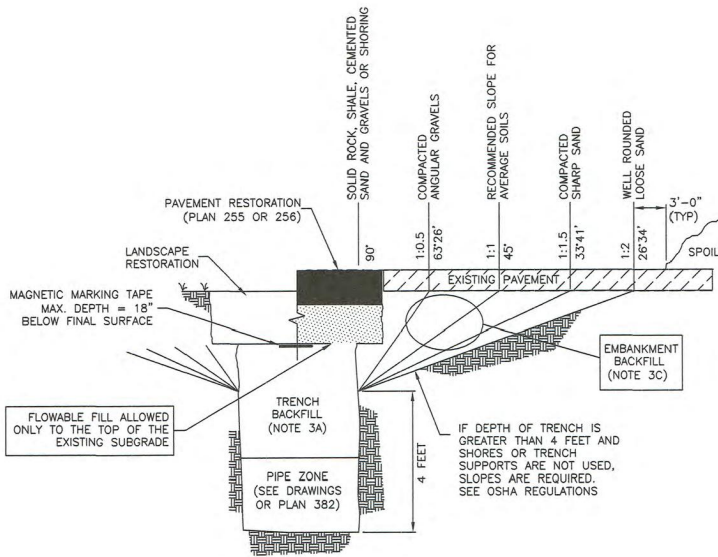 SOLID ROCK, SHALE, CEMENTED
SAND AND GRAVELS OR SHORING
90'
COMPACTED
ANGULAR GRAVELS
1:0.5
63'26'
RECOMMENDED SLOPE FOR
AVERAGE SOILS
1:1
45'
COMPACTED
SHARP SAND
1:1.5
33'41'
WELL ROUNDED
LOOSE SAND
1:2
26'34'
3'-0"
(TYP)
SPOIL
PAVEMENT RESTORATION
(PLAN 255 OR 256)
LANDSCAPE
RESTORATION
EXISTING PAVEMENT
MAGNETIC MARKING TAPE
MAX. DEPTH = 18"
BELOW FINAL SURFACE
EMBANKMENT
BACKFILL
(NOTE 3C)
TRENCH
BACKFILL
(NOTE 3A)
FLOWABLE FILL ALLOWED
ONLY TO THE TOP OF THE
EXISTING SUBGRADE
4 FEET
IF DEPTH OF TRENCH IS
GREATER THAN 4 FEET AND
SHORES OR TRENCH
SUPPORTS ARE NOT USED,
SLOPES ARE REQUIRED.
SEE OSHA REGULATIONS
PIPE ZONE
(SEE DRAWINGS
OR PLAN 382)